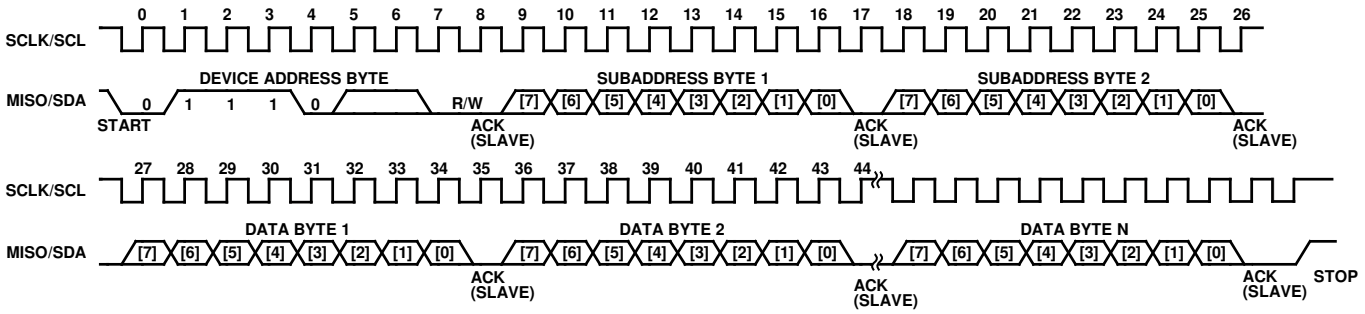 0 1 2 3 4 5 6 7 8 9 10 11 12 13 14 15 16 17 18 19 20 21 22 23 24 25 26
SCLK/SCL
DEVICE ADDRESS BYTE SUBADDRESS BYTE 1 SUBADDRESS BYTE 2
MISO/SDA 0 1 1 1 0 R/W [7] [6] [5] [4] [3] [2] [1] [0] [7] [6] [5] [4] [3] [2] [1] [0]
START ACK ACK ACK
(SLAVE) (SLAVE) (SLAVE)
27 28 29 30 31 32 33 34 35 36 37 38 39 40 41 42 43 44
SCLK/SCL
DATA BYTE 1 DATA BYTE 2 DATA BYTE N
MISO/SDA [7] [6] [5] [4] [3] [2] [1] [0] [7] [6] [5] [4] [3] [2] [1] [0] [7] [6] [5] [4] [3] [2] [1] [0]
ACK ACK ACK STOP
(SLAVE) (SLAVE) (SLAVE)